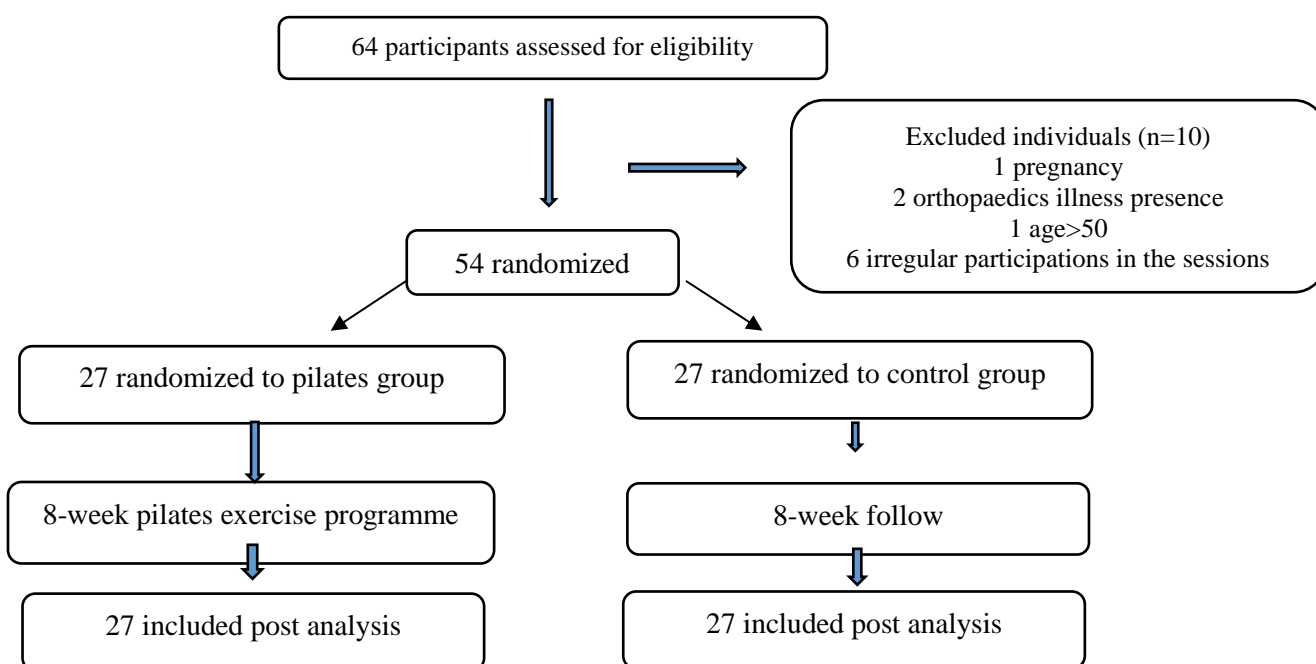 64 participants assessed for eligibility
Excluded individuals (n=10)
1 pregnancy
2 orthopaedics illness presence
1 age>50
6 irregular participations in the sessions
54 randomized
27 randomized to pilates group
27 randomized to control group
8-week pilates exercise programme
8-week follow
27 included post analysis
27 included post analysis